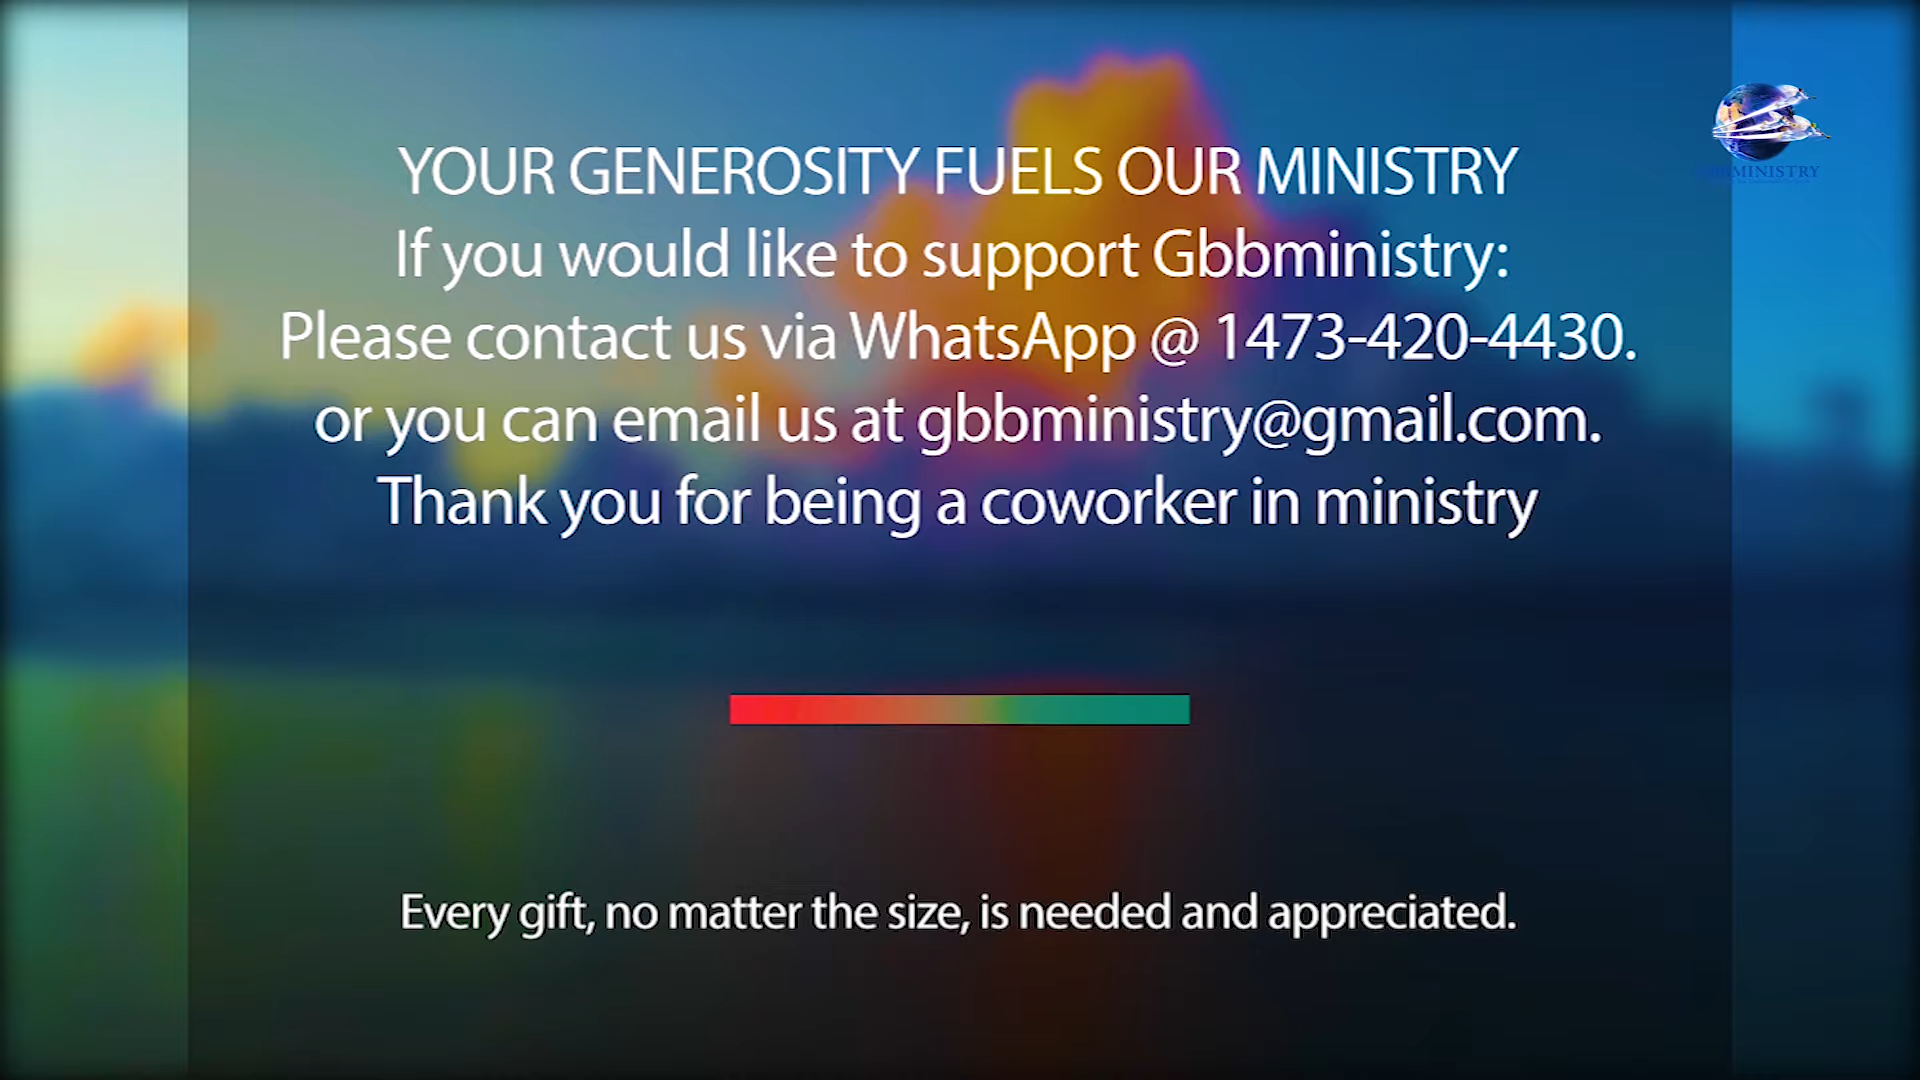 YOUR GENEROSITY FUELS OUR MINISTRY
If you would like to support Gbbministry:
Please contact us via WhatsApp @ 1473-420-4430.
or you can email us at gbbministry@gmail.com.
Thank you for being a coworker in ministry
Every gift, no matter the size, is needed and appreciated.
GBBMINISTRY